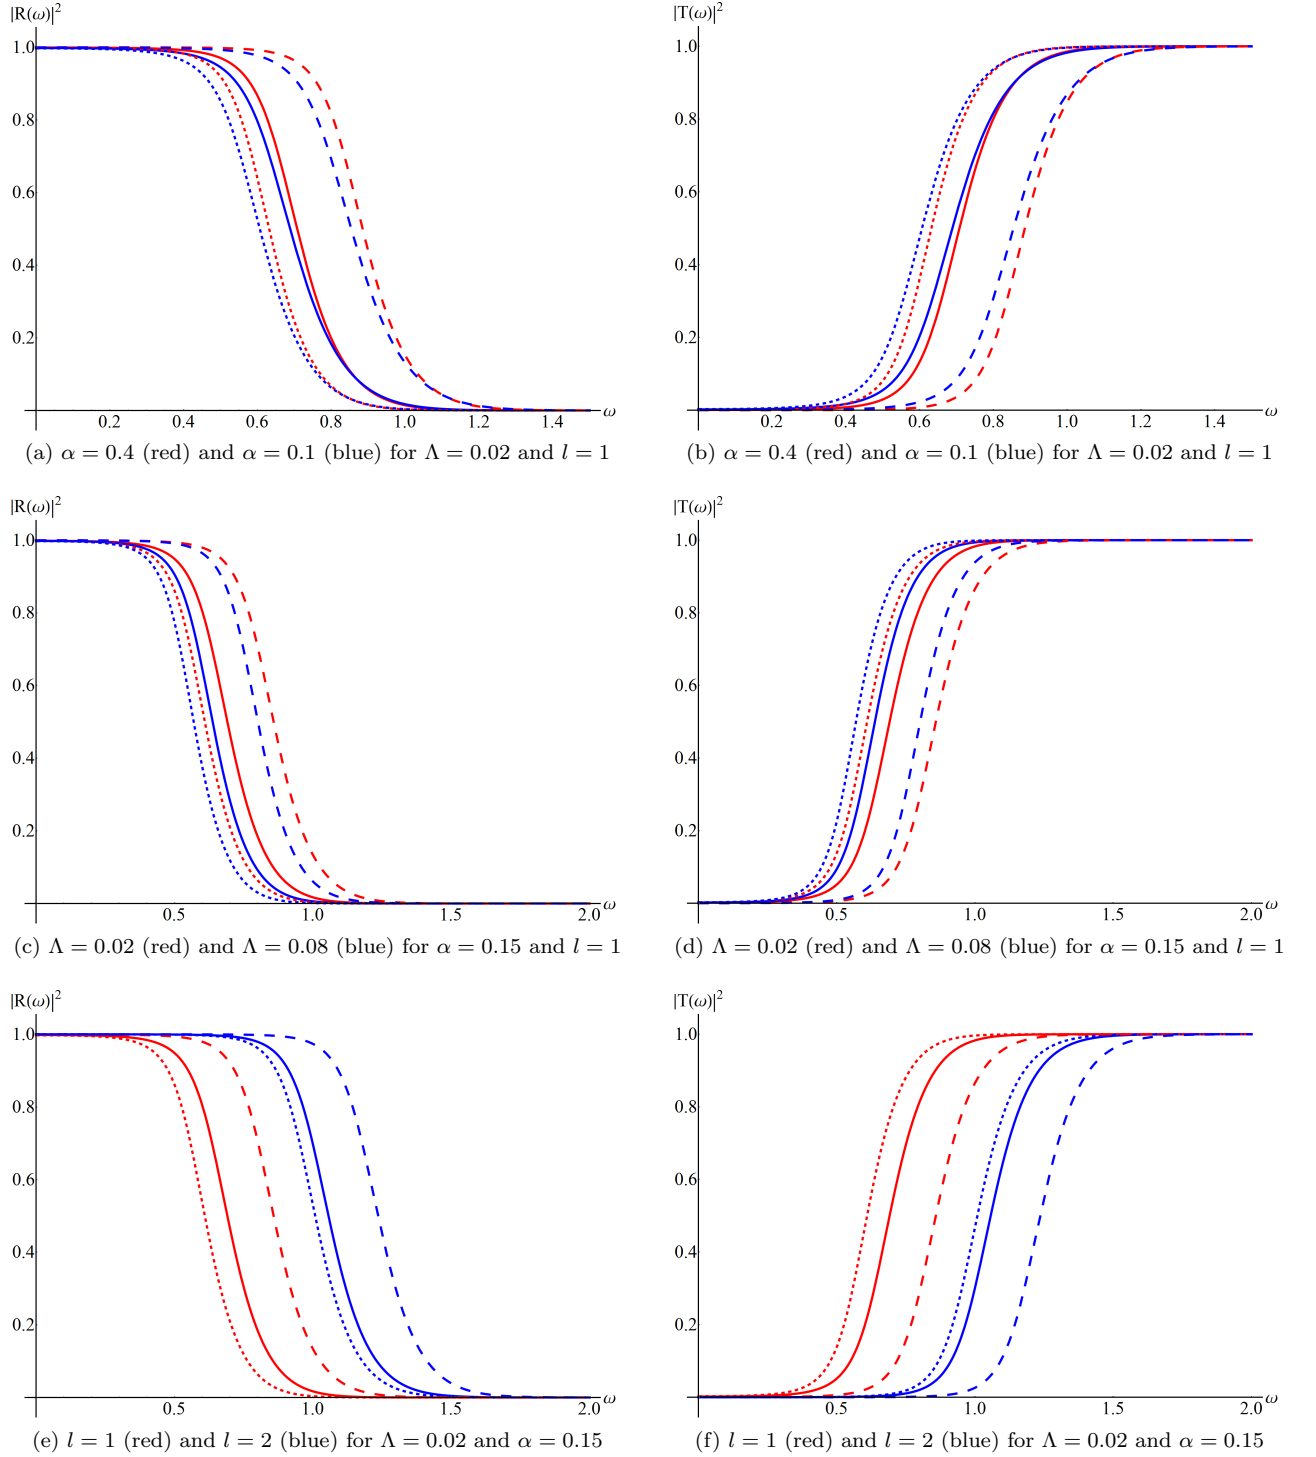 |R(ω)|²
1.0
0.8
0.6
0.4
0.2
0.2 0.4 0.6 0.8 1.0 1.2 1.4 ω
(a) α = 0.4 (red) and α = 0.1 (blue) for Λ = 0.02 and l = 1
|T(ω)|²
1.0
0.8
0.6
0.4
0.2
0.2 0.4 0.6 0.8 1.0 1.2 1.4 ω
(b) α = 0.4 (red) and α = 0.1 (blue) for Λ = 0.02 and l = 1
|R(ω)|²
1.0
0.8
0.6
0.4
0.2
0.5 1.0 1.5 2.0 ω
(c) Λ = 0.02 (red) and Λ = 0.08 (blue) for α = 0.15 and l = 1
|T(ω)|²
1.0
0.8
0.6
0.4
0.2
0.5 1.0 1.5 2.0 ω
(d) Λ = 0.02 (red) and Λ = 0.08 (blue) for α = 0.15 and l = 1
|R(ω)|²
1.0
0.8
0.6
0.4
0.2
0.5 1.0 1.5 2.0 ω
(e) l = 1 (red) and l = 2 (blue) for Λ = 0.02 and α = 0.15
|T(ω)|²
1.0
0.8
0.6
0.4
0.2
0.5 1.0 1.5 2.0 ω
(f) l = 1 (red) and l = 2 (blue) for Λ = 0.02 and α = 0.15